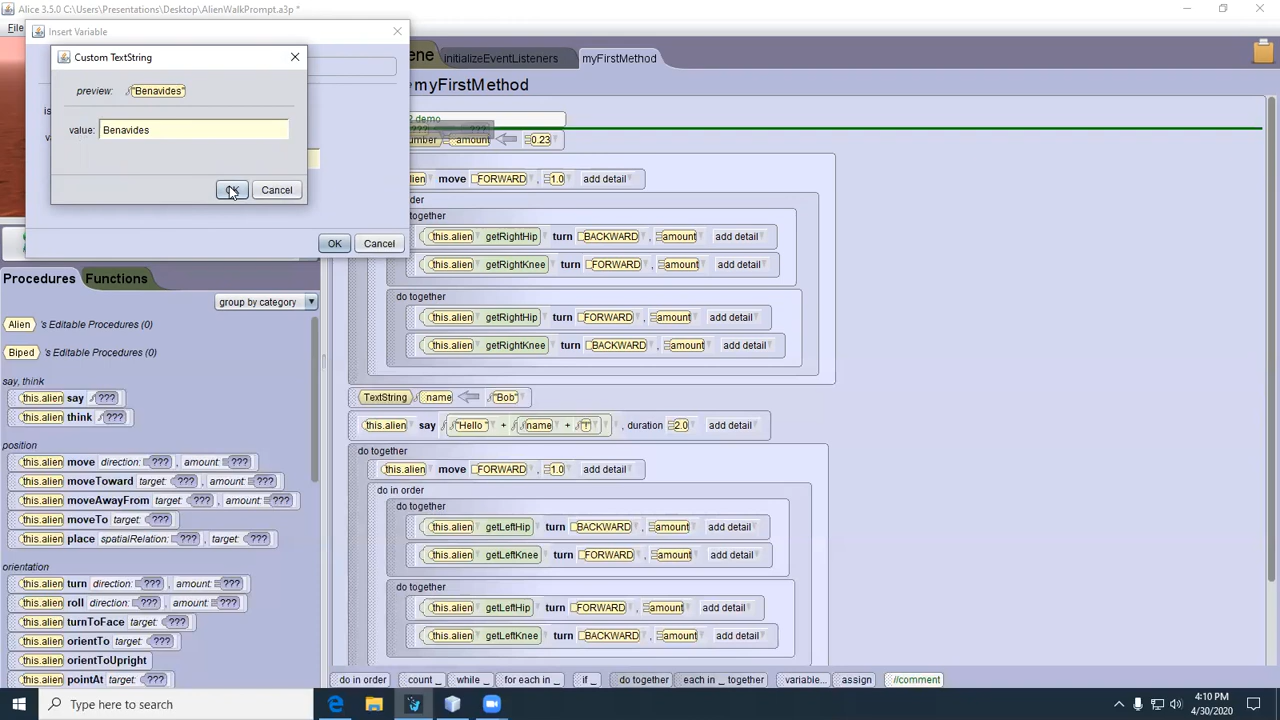 Alice 3.5.0 C:\Users\Presentations\Desktop\AlienWalkPrompt.a3p *
File
Insert Variable
Custom TextString
preview: "Benavides"
value: Benavides
OK Cancel
is
va
OK Cancel
ene initializeEventListeners myFirstMethod
myFirstMethod
2 demo
umber amount 0.23
alien move FORWARD , 1.0 add detail
der
together
this.alien getRightHip turn BACKWARD , amount add detail
this.alien getRightKnee turn FORWARD , amount add detail
do together
this.alien getRightHip turn FORWARD , amount add detail
this.alien getRightKnee turn BACKWARD , amount add detail
TextString name "Bob"
this.alien say "Hello " + name + "!" , duration 2.0 add detail
do together
this.alien move FORWARD , 1.0 add detail
do in order
do together
this.alien getLeftHip turn BACKWARD , amount add detail
this.alien getLeftKnee turn FORWARD , amount add detail
do together
this.alien getLeftHip turn FORWARD , amount add detail
this.alien getLeftKnee turn BACKWARD , amount add detail
Procedures Functions
group by category
Alien 's Editable Procedures (0)
Biped 's Editable Procedures (0)
say, think
this.alien say ???
this.alien think ???
position
this.alien move direction: ??? , amount: ???
this.alien moveToward target: ??? , amount: ???
this.alien moveAwayFrom target: ??? , amount: ???
this.alien moveTo target: ???
this.alien place spatialRelation: ??? , target: ???
orientation
this.alien turn direction: ??? , amount: ???
this.alien roll direction: ??? , amount: ???
this.alien turnToFace target: ???
this.alien orientTo target: ???
this.alien orientToUpright
this.alien pointAt target: ???
do in order count _ while _ for each in _ if _ do together each in _ together variable... assign //comment
Type here to search
4:10 PM
4/30/2020